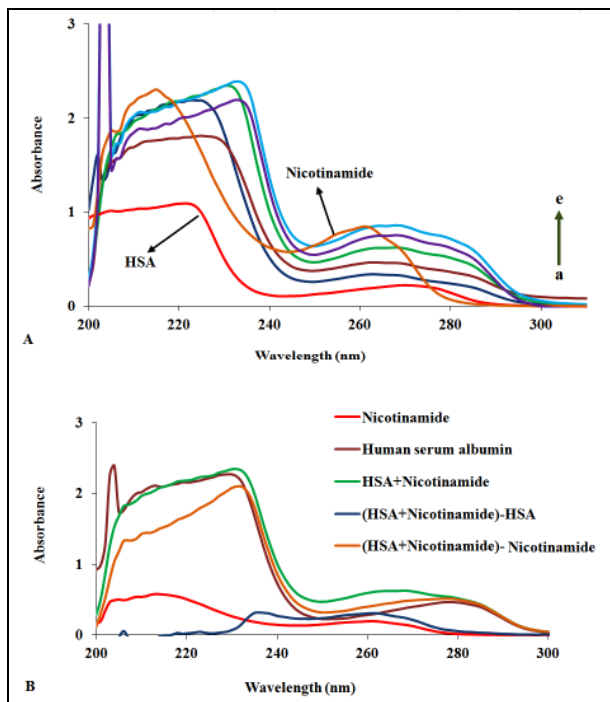 3
2
1
0
Absorbance
Nicotinamide
HSA
e
a
200 220 240 260 280 300
A
Wavelength (nm)
3
2
1
0
Absorbance
Nicotinamide
Human serum albumin
HSA+Nicotinamide
(HSA+Nicotinamide)-HSA
(HSA+Nicotinamide)- Nicotinamide
200 220 240 260 280 300
Wavelength (nm)
B